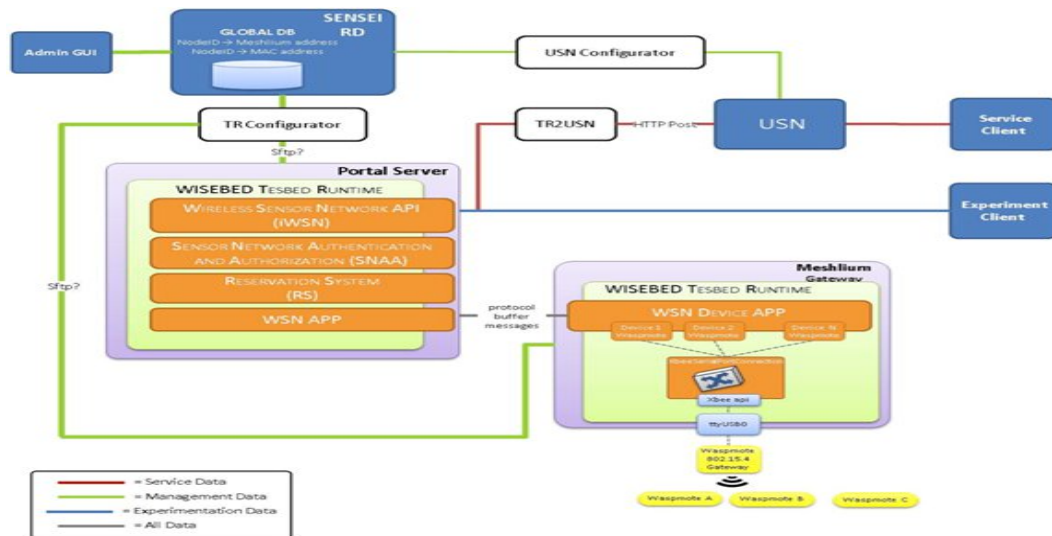 SENSEI
RD
GLOBAL DB
NodeID → Meshlium address
NodeID → MAC address
Admin GUI
USN Configurator
TR Configurator
TR2USN
HTTP Post
USN
Service
Client
Sftp?
Portal Server
WISEBED TESBED RUNTIME
WIRELESS SENSOR NETWORK API
(iWSN)
SENSOR NETWORK AUTHENTICATION
AND AUTHORIZATION (SNAA)
RESERVATION SYSTEM
(RS)
WSN APP
Experiment
Client
Sftp?
protocol
buffer
messages
Meshlium
Gateway
WISEBED TESBED RUNTIME
WSN DEVICE APP
Device 1
Waspmote
Device 2
Waspmote
Device N
Waspmote
XbeeSerialPortConnection
Xbee api
ttyUSB0
Waspmote
802.15.4
Gateway
Waspmote A
Waspmote B
Waspmote C
= Service Data
= Management Data
= Experimentation Data
= All Data